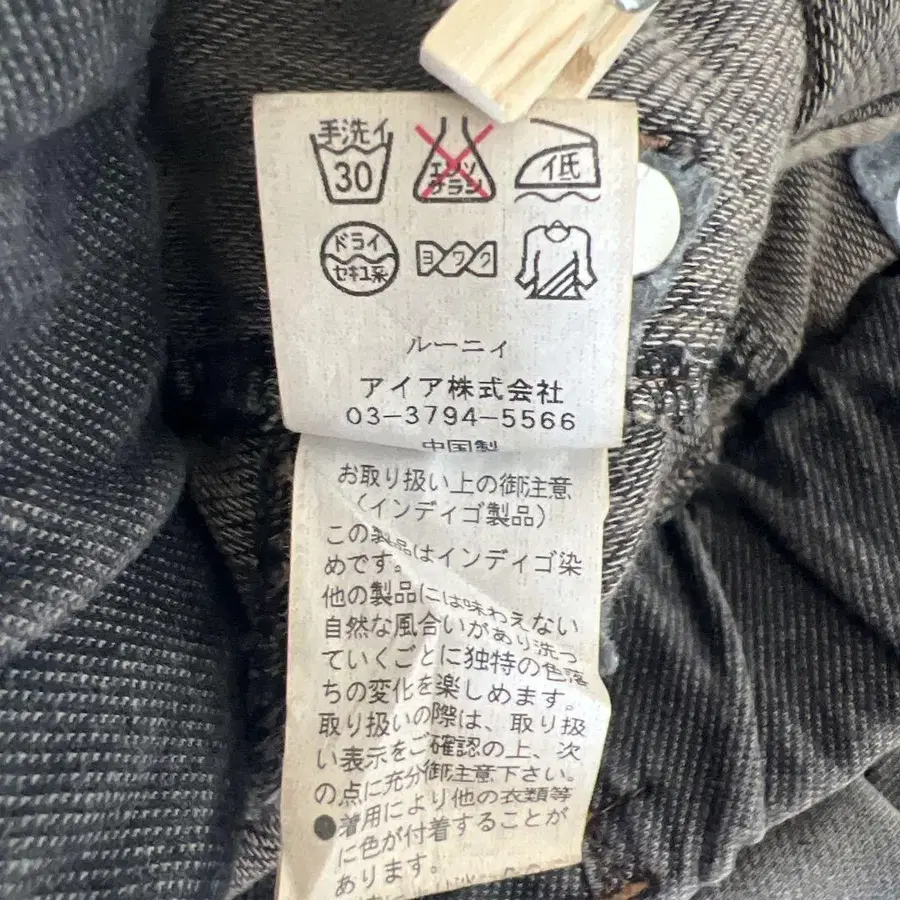 手洗イ
30
エンソ
サラシ
低
ドライ
セキユ系
ヨワク
ルーニィ
アイア株式会社
03-3794-5566
中国製
お取り扱い上の御注意
(インディゴ製品)
この製品はインディゴ染
めです。
他の製品には味わえない
自然な風合いがあり洗っ
ていくごとに独特の色落
ちの変化を楽しめます。
取り扱いの際は、取り扱
い表示をご確認の上、次
の点に充分御注意下さい。
●着用により他の衣類等
に色が付着することが
あります。